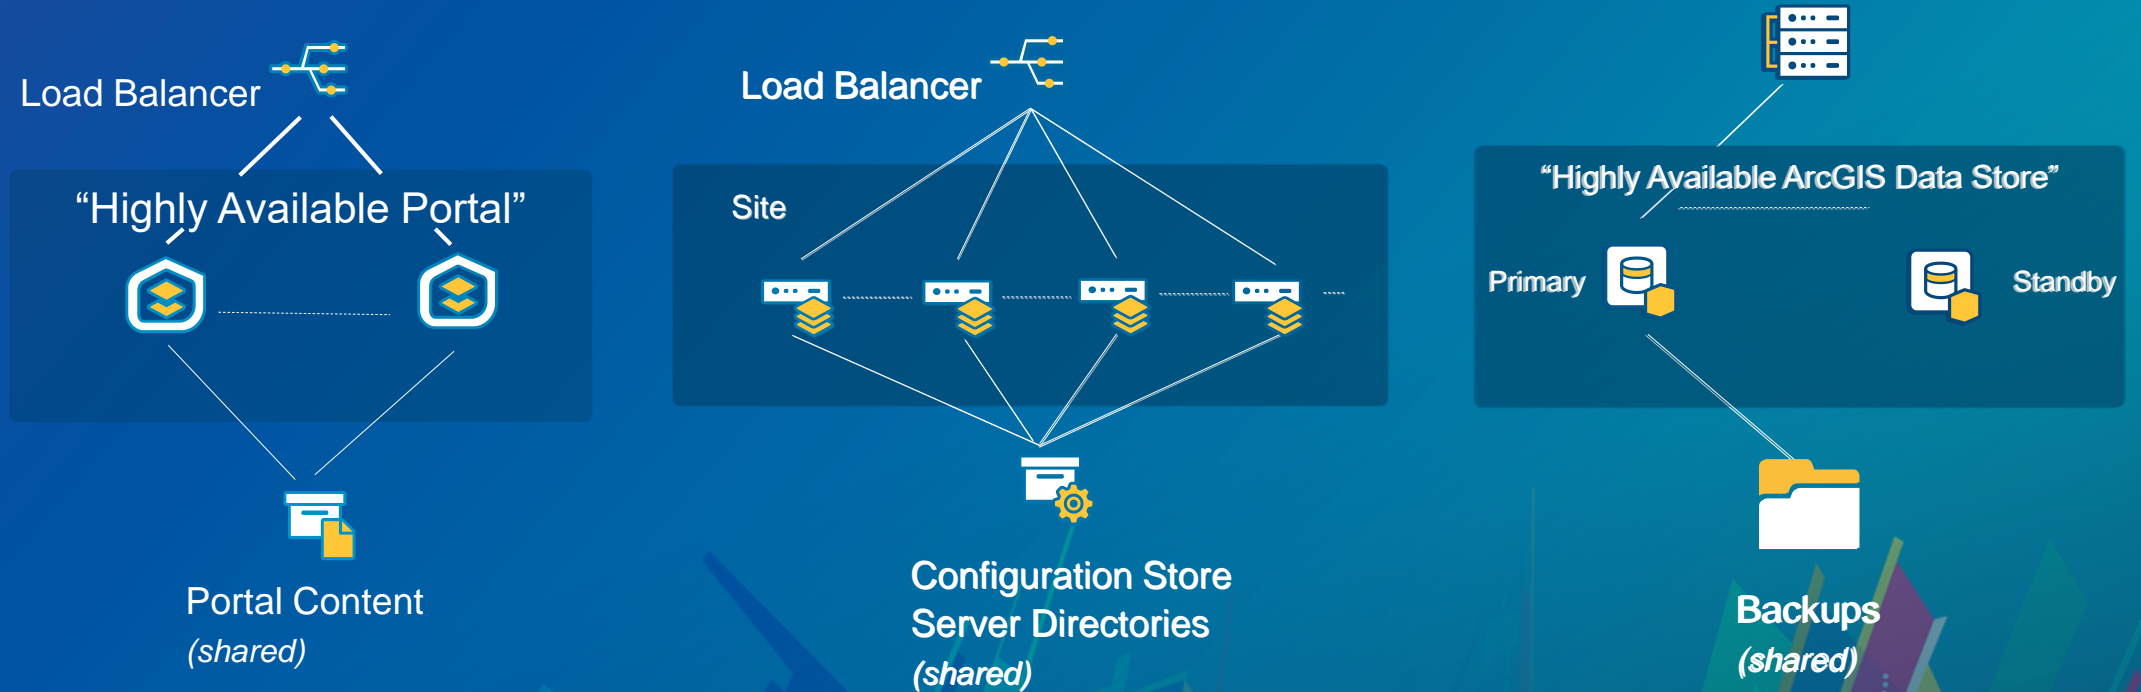 Load Balancer
“Highly Available Portal”
Portal Content
(shared)
Load Balancer
Site
Configuration Store
Server Directories
(shared)
“Highly Available ArcGIS Data Store”
Primary
Standby
Backups
(shared)